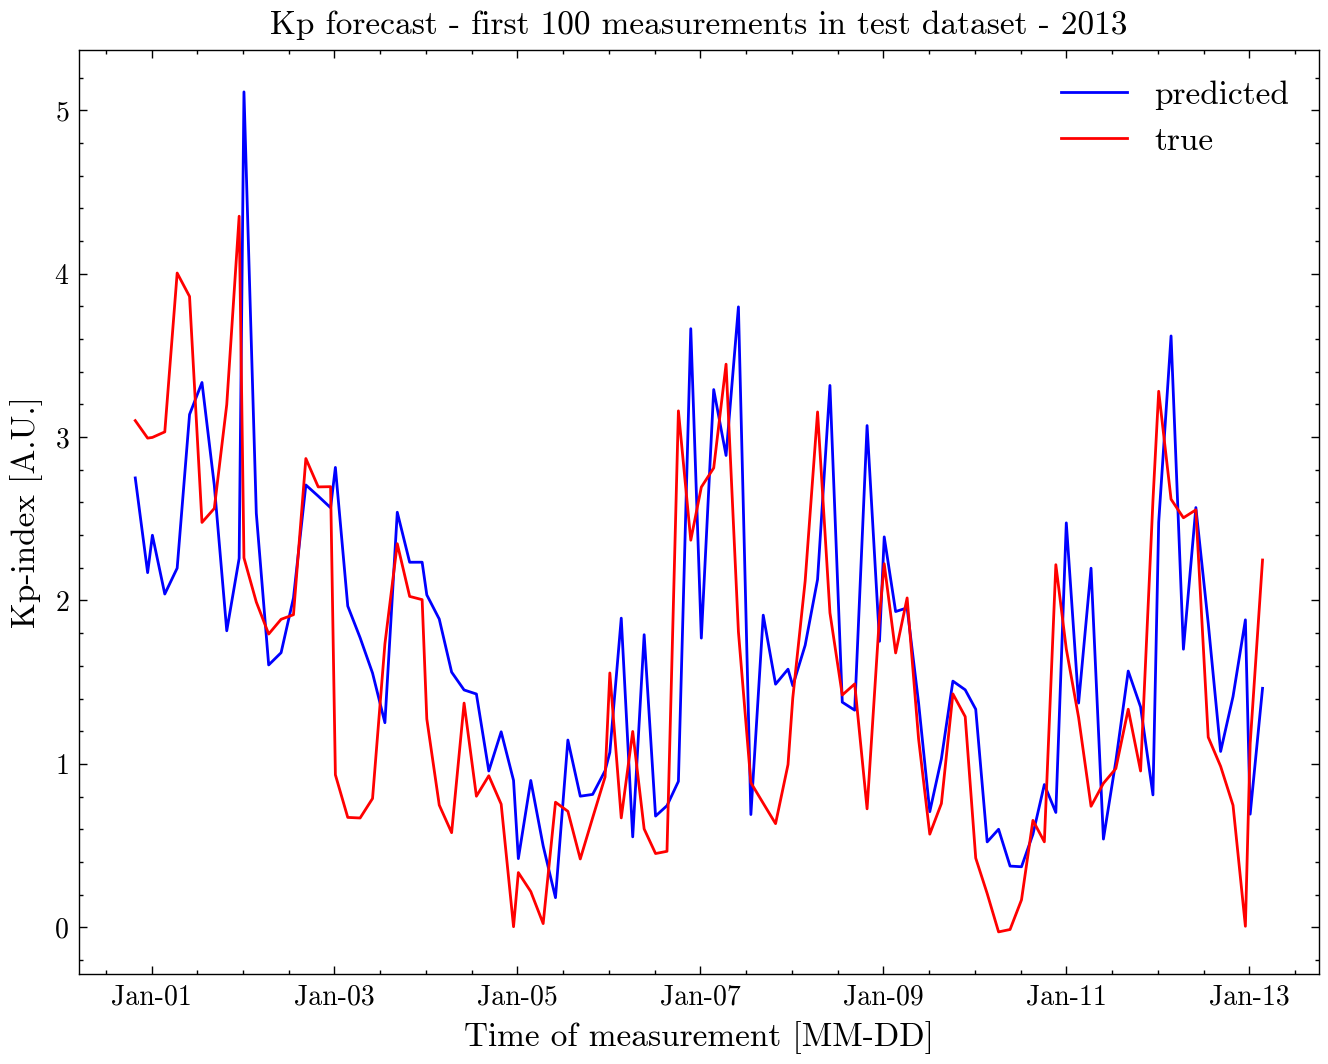 Kp forecast - first 100 measurements in test dataset - 2013
predicted
true
5
4
3
2
1
0
Kp-index [A.U.]
Jan-01 Jan-03 Jan-05 Jan-07 Jan-09 Jan-11 Jan-13
Time of measurement [MM-DD]